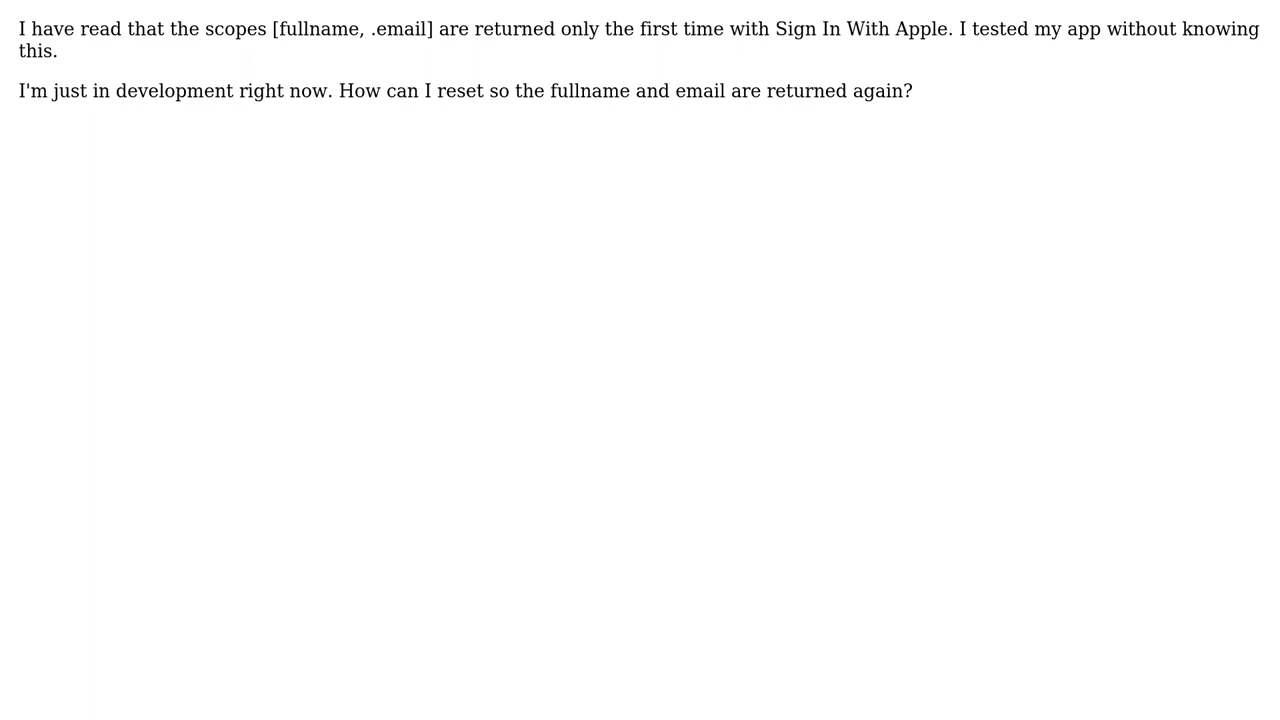 I have read that the scopes [fullname, .email] are returned only the first time with Sign In With Apple. I tested my app without knowing
this.
I'm just in development right now. How can I reset so the fullname and email are returned again?